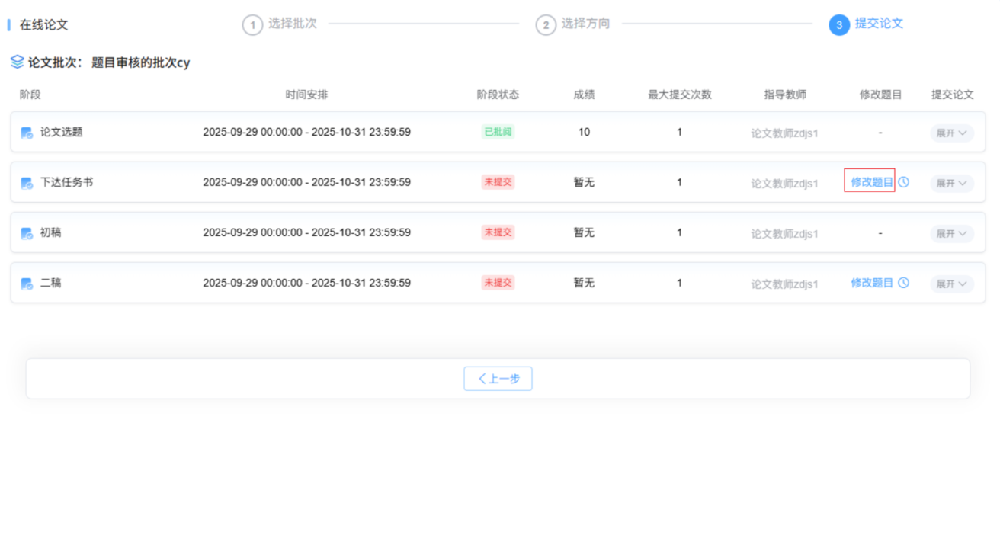 在线论文 1 选择批次 2 选择方向 3 提交论文
论文批次： 题目审核的批次cy
阶段 时间安排 阶段状态 成绩 最大提交次数 指导教师 修改题目 提交论文
论文选题 2025-09-29 00:00:00 - 2025-10-31 23:59:59 已批阅 10 1 论文教师zdjs1 - 展开
下达任务书 2025-09-29 00:00:00 - 2025-10-31 23:59:59 未提交 暂无 1 论文教师zdjs1 修改题目 展开
初稿 2025-09-29 00:00:00 - 2025-10-31 23:59:59 未提交 暂无 1 论文教师zdjs1 - 展开
二稿 2025-09-29 00:00:00 - 2025-10-31 23:59:59 未提交 暂无 1 论文教师zdjs1 修改题目 展开
上一步